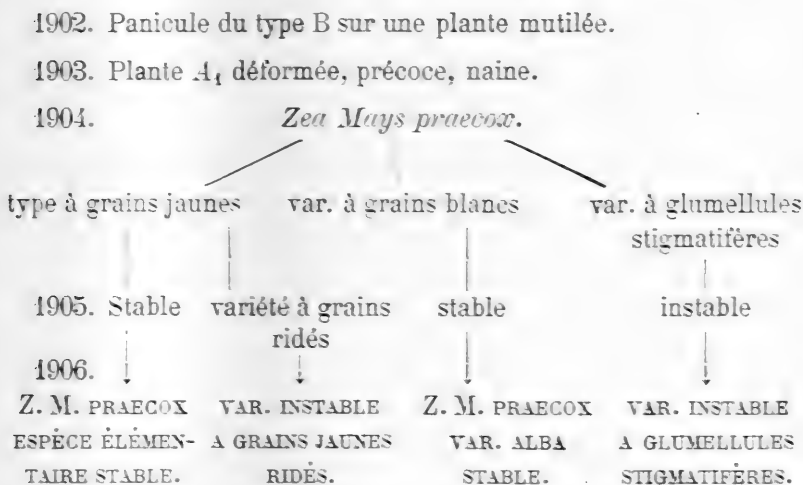 1902. Panicule du type B sur une plante mutilée.
1903. Plante A₁ déformée, précoce, naine.
1904. Zea Mays praecox.
type à grains jaunes var. à grains blancs var. à glumellules
stigmatifères
1905. Stable variété à grains stable instable
ridés
1906.
Z. M. PRAECOX VAR. INSTABLE Z. M. PRAECOX VAR. INSTABLE
ESPÈCE ÉLÉMEN- A GRAINS JAUNES VAR. ALBA A GLUMELLULES
TAIRE STABLE. RIDÉS. STABLE. STIGMATIFÈRES.